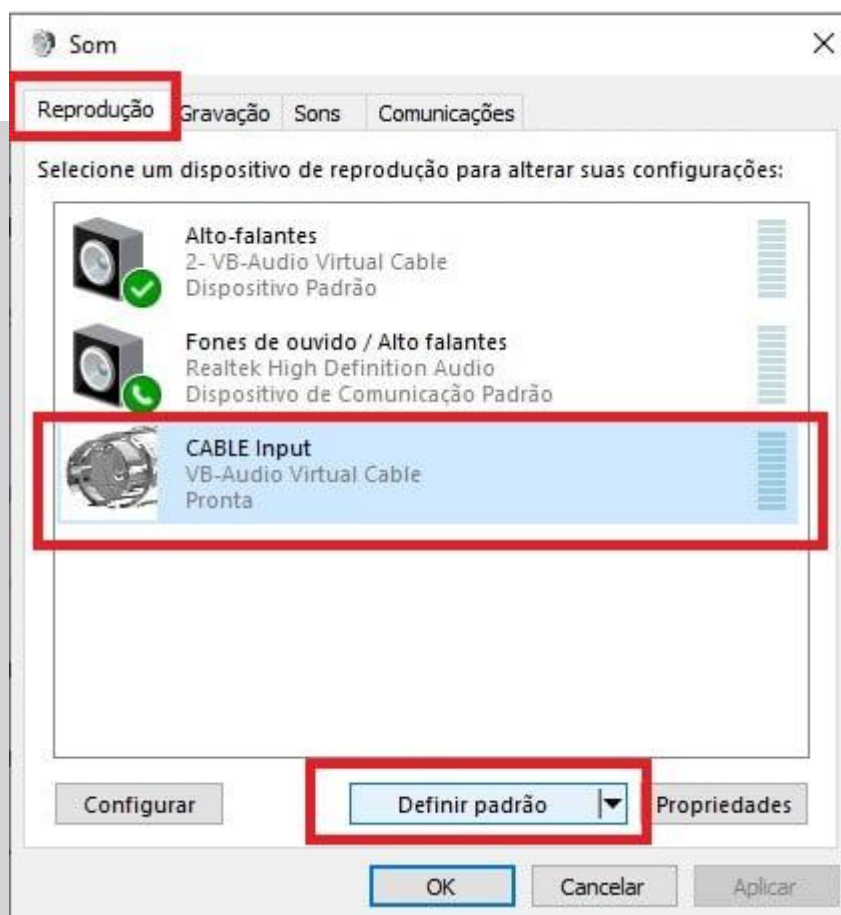 Som
Reprodução
Gravação
Sons
Comunicações
Selecione um dispositivo de reprodução para alterar suas configurações:
Alto-falantes
2- VB-Audio Virtual Cable
Dispositivo Padrão
Fones de ouvido / Alto falantes
Realtek High Definition Audio
Dispositivo de Comunicação Padrão
CABLE Input
VB-Audio Virtual Cable
Pronta
Configurar
Definir padrão
Propriedades
OK
Cancelar
Aplicar